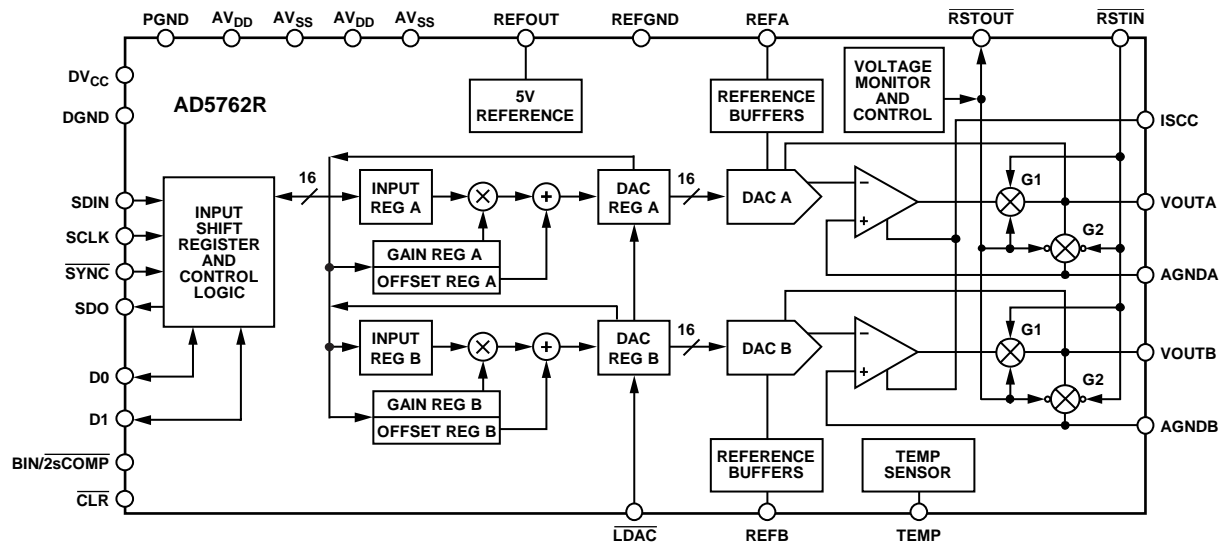 PGND
AVDD
AVSS
AVDD
AVSS
REFOUT
REFGND
REFA
RSTOUT
RSTIN
DVCC
DGND
AD5762R
5V
REFERENCE
REFERENCE
BUFFERS
VOLTAGE
MONITOR
AND
CONTROL
ISCC
SDIN
SCLK
SYNC
SDO
D0
D1
BIN/2sCOMP
CLR
INPUT
SHIFT
REGISTER
AND
CONTROL
LOGIC
16
INPUT
REG A
×
+
DAC
REG A
16
DAC A
−
+
G1
G2
VOUTA
AGNDA
GAIN REG A
OFFSET REG A
INPUT
REG B
×
+
DAC
REG B
16
DAC B
−
+
G1
G2
VOUTB
AGNDB
GAIN REG B
OFFSET REG B
REFERENCE
BUFFERS
TEMP
SENSOR
LDAC
REFB
TEMP